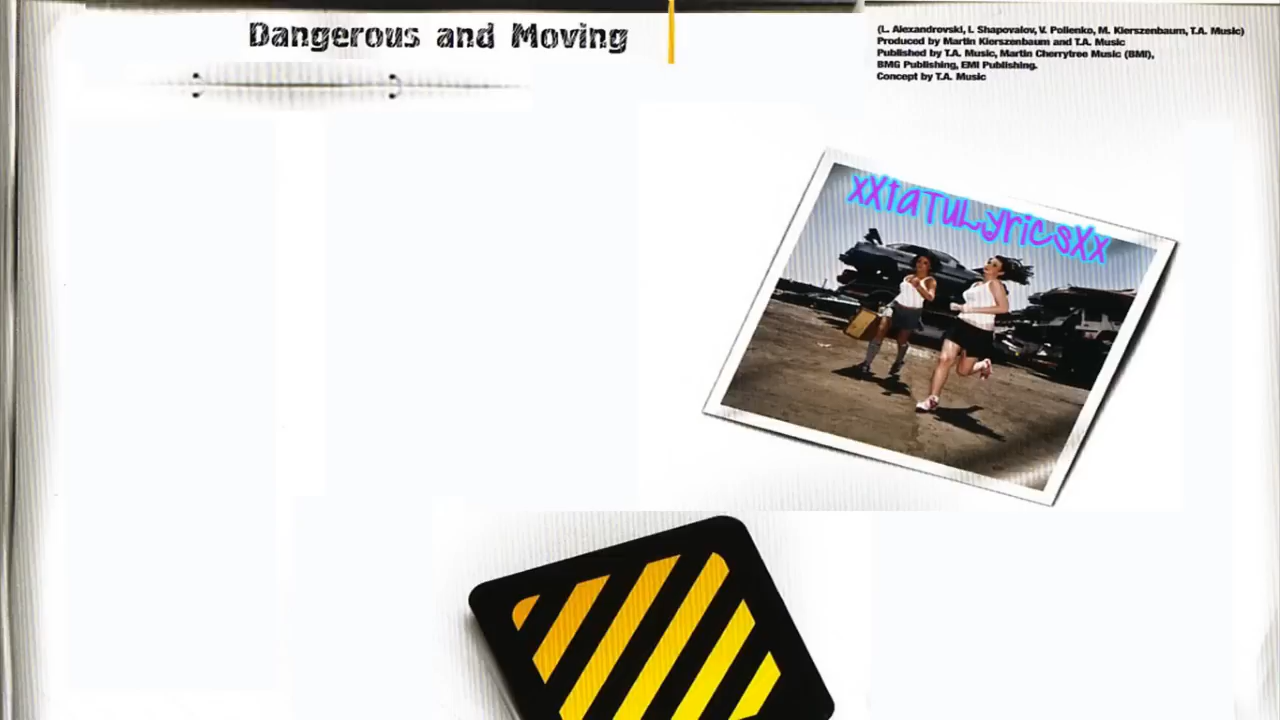 Dangerous and Moving
(L. Alexandrovski, I. Shapovalov, V. Polienko, M. Kierszenbaum, T.A. Music)
Produced by Martin Kierszenbaum and T.A. Music
Published by T.A. Music, Martin Cherrytree Music (BMI),
BMG Publishing, EMI Publishing.
Concept by T.A. Music
xXtaTuLyricsXx